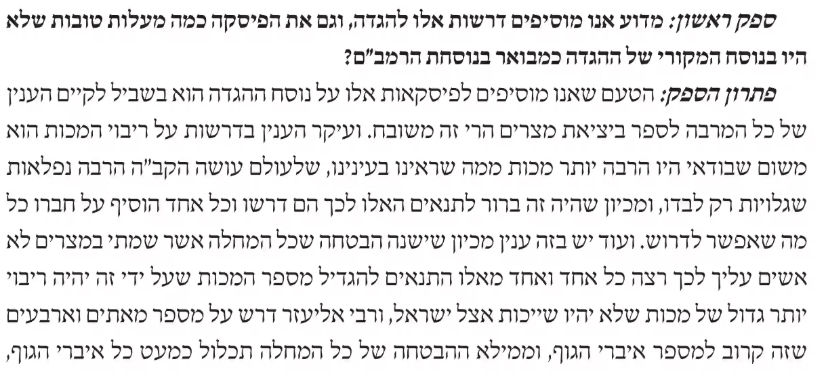 ספק ראשון: מדוע אנו מוסיפים דרשות אלו להגדה, וגם את הפיסקה כמה מעלות טובות שלא
היו בנוסח המקורי של ההגדה כמבואר בנוסחת הרמב"ם?
פתרון הספק: הטעם שאנו מוסיפים לפיסקאות אלו על נוסח ההגדה הוא בשביל לקיים הענין
של כל המרבה לספר ביציאת מצרים הרי זה משובח. ועיקר הענין בדרשות על ריבוי המכות הוא
משום שבודאי היו הרבה יותר מכות ממה שראינו בעינינו, שלעולם עושה הקב"ה הרבה נפלאות
שגלויות רק לבדו, ומכיון שהיה זה ברור לתנאים האלו לכך הם דרשו וכל אחד הוסיף על חברו כל
מה שאפשר לדרוש. ועוד יש בזה ענין מכיון שישנה הבטחה שכל המחלה אשר שמתי במצרים לא
אשים עליך לכך רצה כל אחד ואחד מאלו התנאים להגדיל מספר המכות שעל ידי זה יהיה ריבוי
יותר גדול של מכות שלא יהיו שייכות אצל ישראל, ורבי אליעזר דרש על מספר מאתים וארבעים
שזה קרוב למספר איברי הגוף, וממילא ההבטחה של כל המחלה תכלול כמעט כל איברי הגוף,